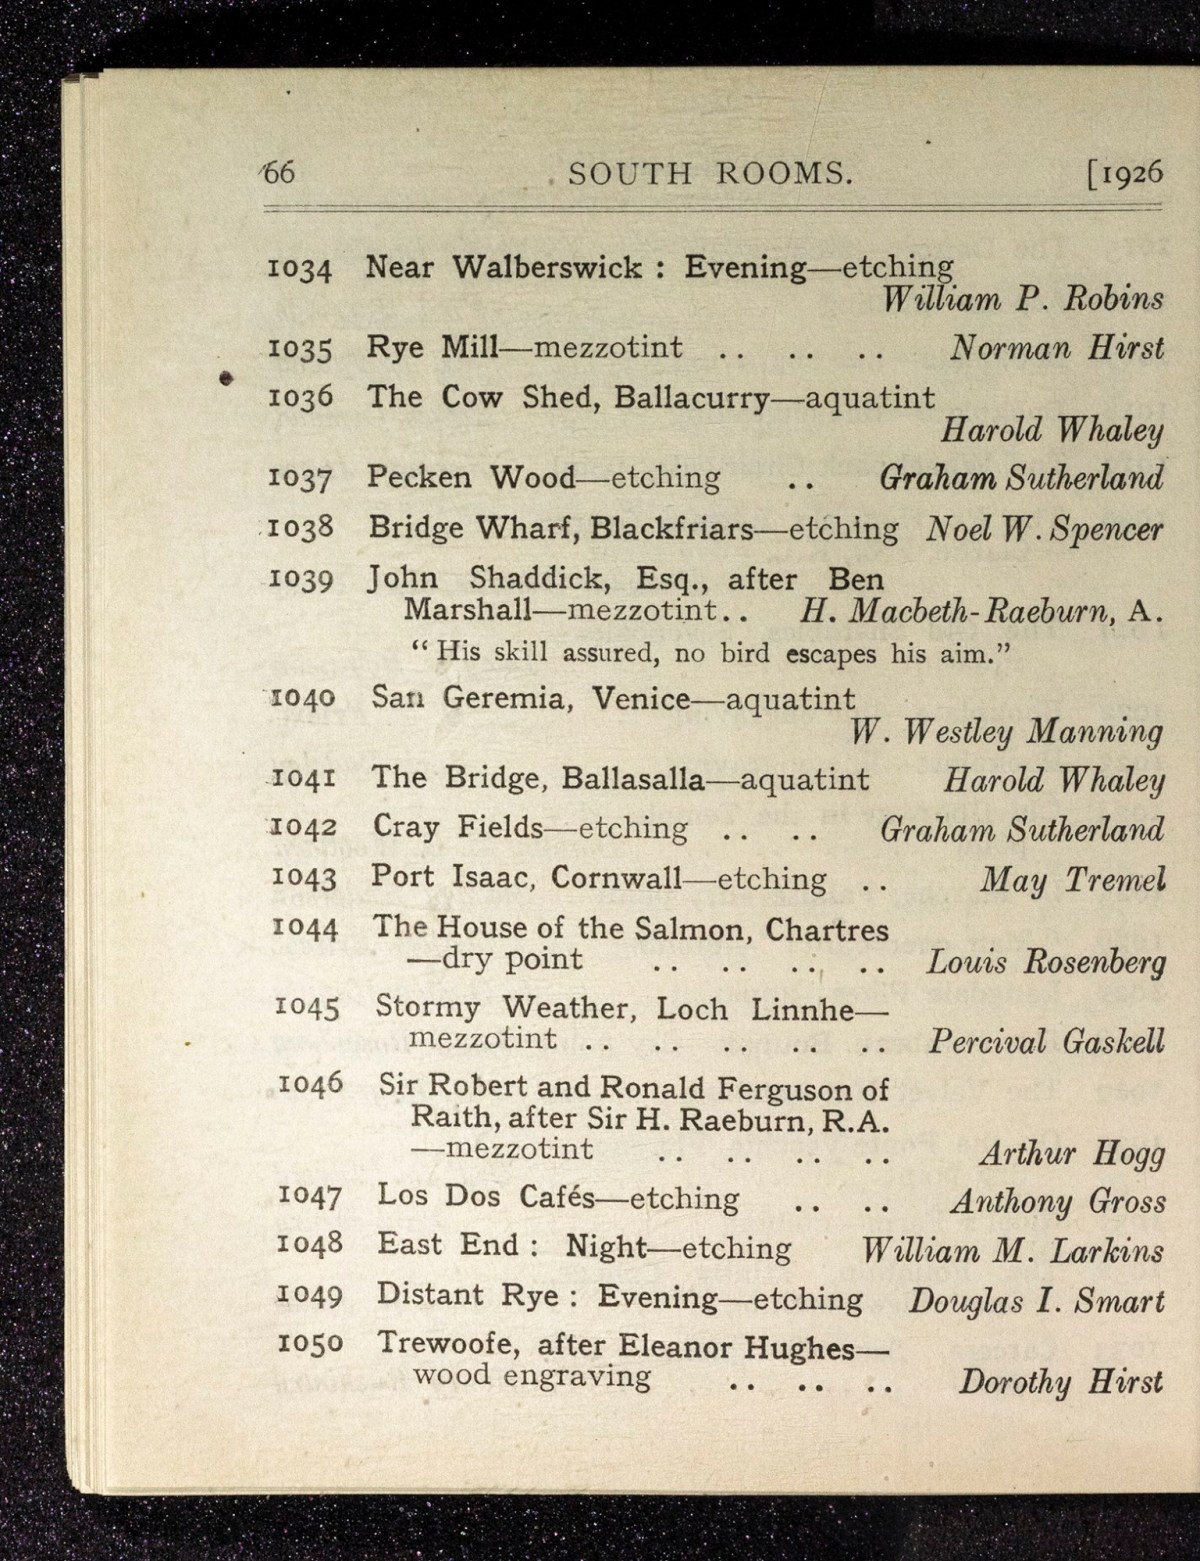 66 SOUTH ROOMS. [1926
1034 Near Walberswick : Evening—etching
William P. Robins
1035 Rye Mill—mezzotint .. .. .. Norman Hirst
1036 The Cow Shed, Ballacurry—aquatint
Harold Whaley
1037 Pecken Wood—etching .. Graham Sutherland
1038 Bridge Wharf, Blackfriars—etching Noel W. Spencer
1039 John Shaddick, Esq., after Ben
Marshall—mezzotint.. H. Macbeth-Raeburn, A.
“ His skill assured, no bird escapes his aim.”
1040 San Geremia, Venice—aquatint
W. Westley Manning
1041 The Bridge, Ballasalla—aquatint Harold Whaley
1042 Cray Fields—etching .. .. Graham Sutherland
1043 Port Isaac, Cornwall—etching .. May Tremel
1044 The House of the Salmon, Chartres
—dry point .. .. .. .. Louis Rosenberg
1045 Stormy Weather, Loch Linnhe—
mezzotint .. .. .. .. .. Percival Gaskell
1046 Sir Robert and Ronald Ferguson of
Raith, after Sir H. Raeburn, R.A.
—mezzotint .. .. .. .. Arthur Hogg
1047 Los Dos Cafés—etching .. .. Anthony Gross
1048 East End : Night—etching William M. Larkins
1049 Distant Rye : Evening—etching Douglas I. Smart
1050 Trewoofe, after Eleanor Hughes—
wood engraving .. .. .. Dorothy Hirst